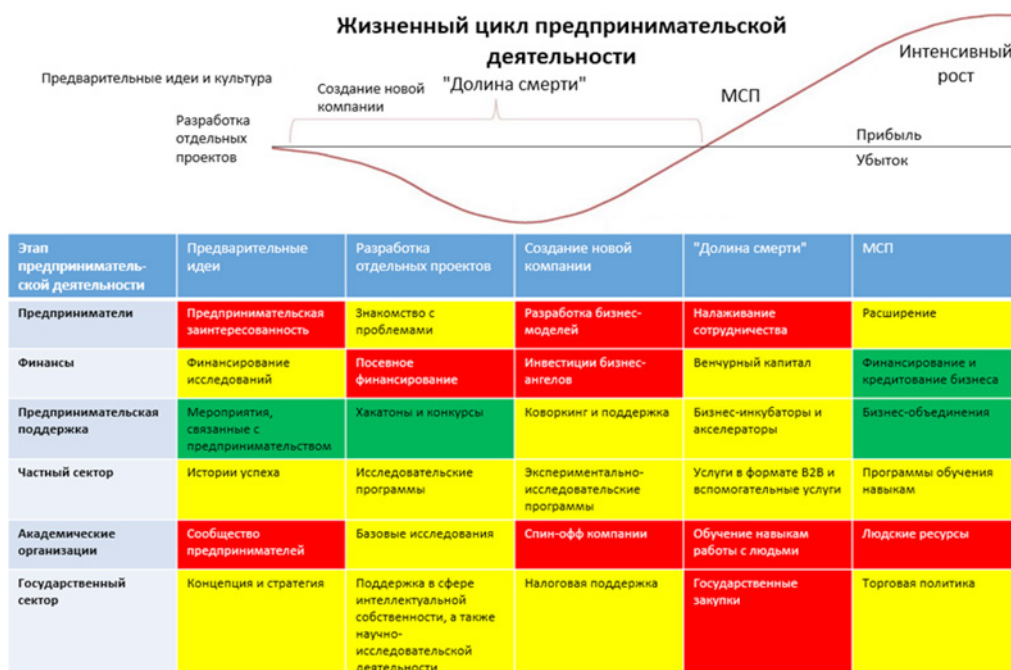 Жизненный цикл предпринимательской
деятельности
Предварительные идеи и культура
Создание новой
компании
"Долина смерти"
Интенсивный
рост
МСП
Разработка
отдельных
проектов
Прибыль
Убыток
Этап
предприниматель-
ской деятельности
Предварительные
идеи
Разработка
отдельных проектов
Создание новой
компании
"Долина смерти"
МСП
Предприниматели
Предпринимательская
заинтересованность
Знакомство с
проблемами
Разработка бизнес-
моделей
Налаживание
сотрудничества
Расширение
Финансы
Финансирование
исследований
Посевное
финансирование
Инвестиции бизнес-
ангелов
Венчурный капитал
Финансирование и
кредитование бизнеса
Предпринимательская
поддержка
Мероприятия,
связанные с
предпринимательством
Хакатоны и конкурсы
Коворкинг и поддержка
Бизнес-инкубаторы и
акселераторы
Бизнес-объединения
Частный сектор
Истории успеха
Исследовательские
программы
Экспериментально-
исследовательские
программы
Услуги в формате B2B и
вспомогательные услуги
Программы обучения
навыкам
Академические
организации
Сообщество
предпринимателей
Базовые исследования
Спин-офф компании
Обучение навыкам
работы с людьми
Людские ресурсы
Государственный
сектор
Концепция и стратегия
Поддержка в сфере
интеллектуальной
собственности, а также
научно-
исследовательской
деятельности
Налоговая поддержка
Государственные
закупки
Торговая политика